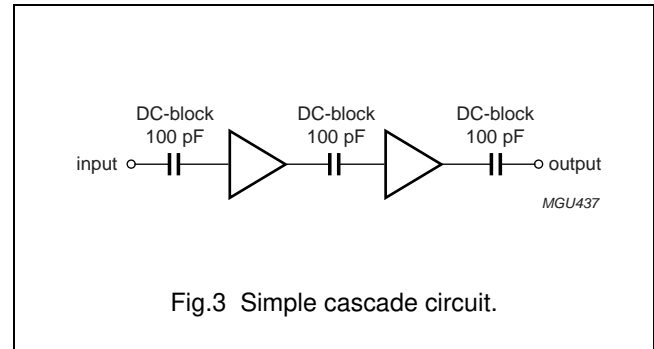 DC-block DC-block DC-block
100 pF 100 pF 100 pF
input output
MGU437
Fig.3 Simple cascade circuit.